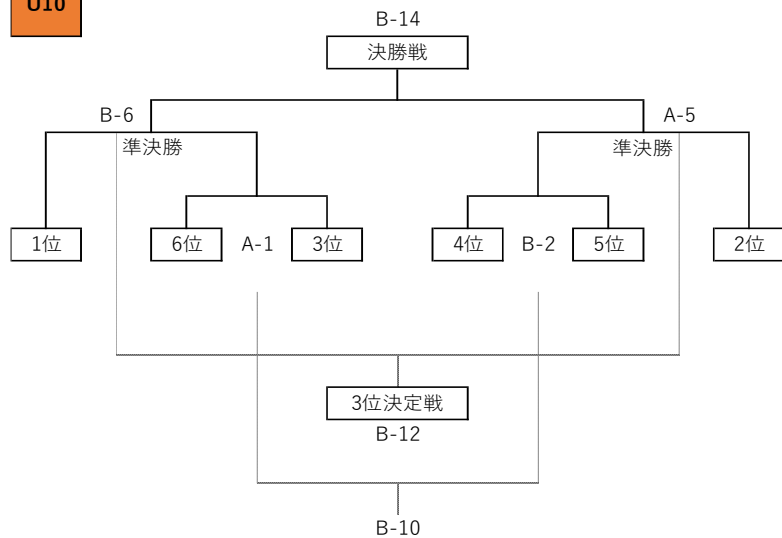 U10
B-14
決勝戦
B-6
A-5
準決勝
準決勝
1位
6位
A-1
3位
4位
B-2
5位
2位
3位決定戦
B-12
B-10